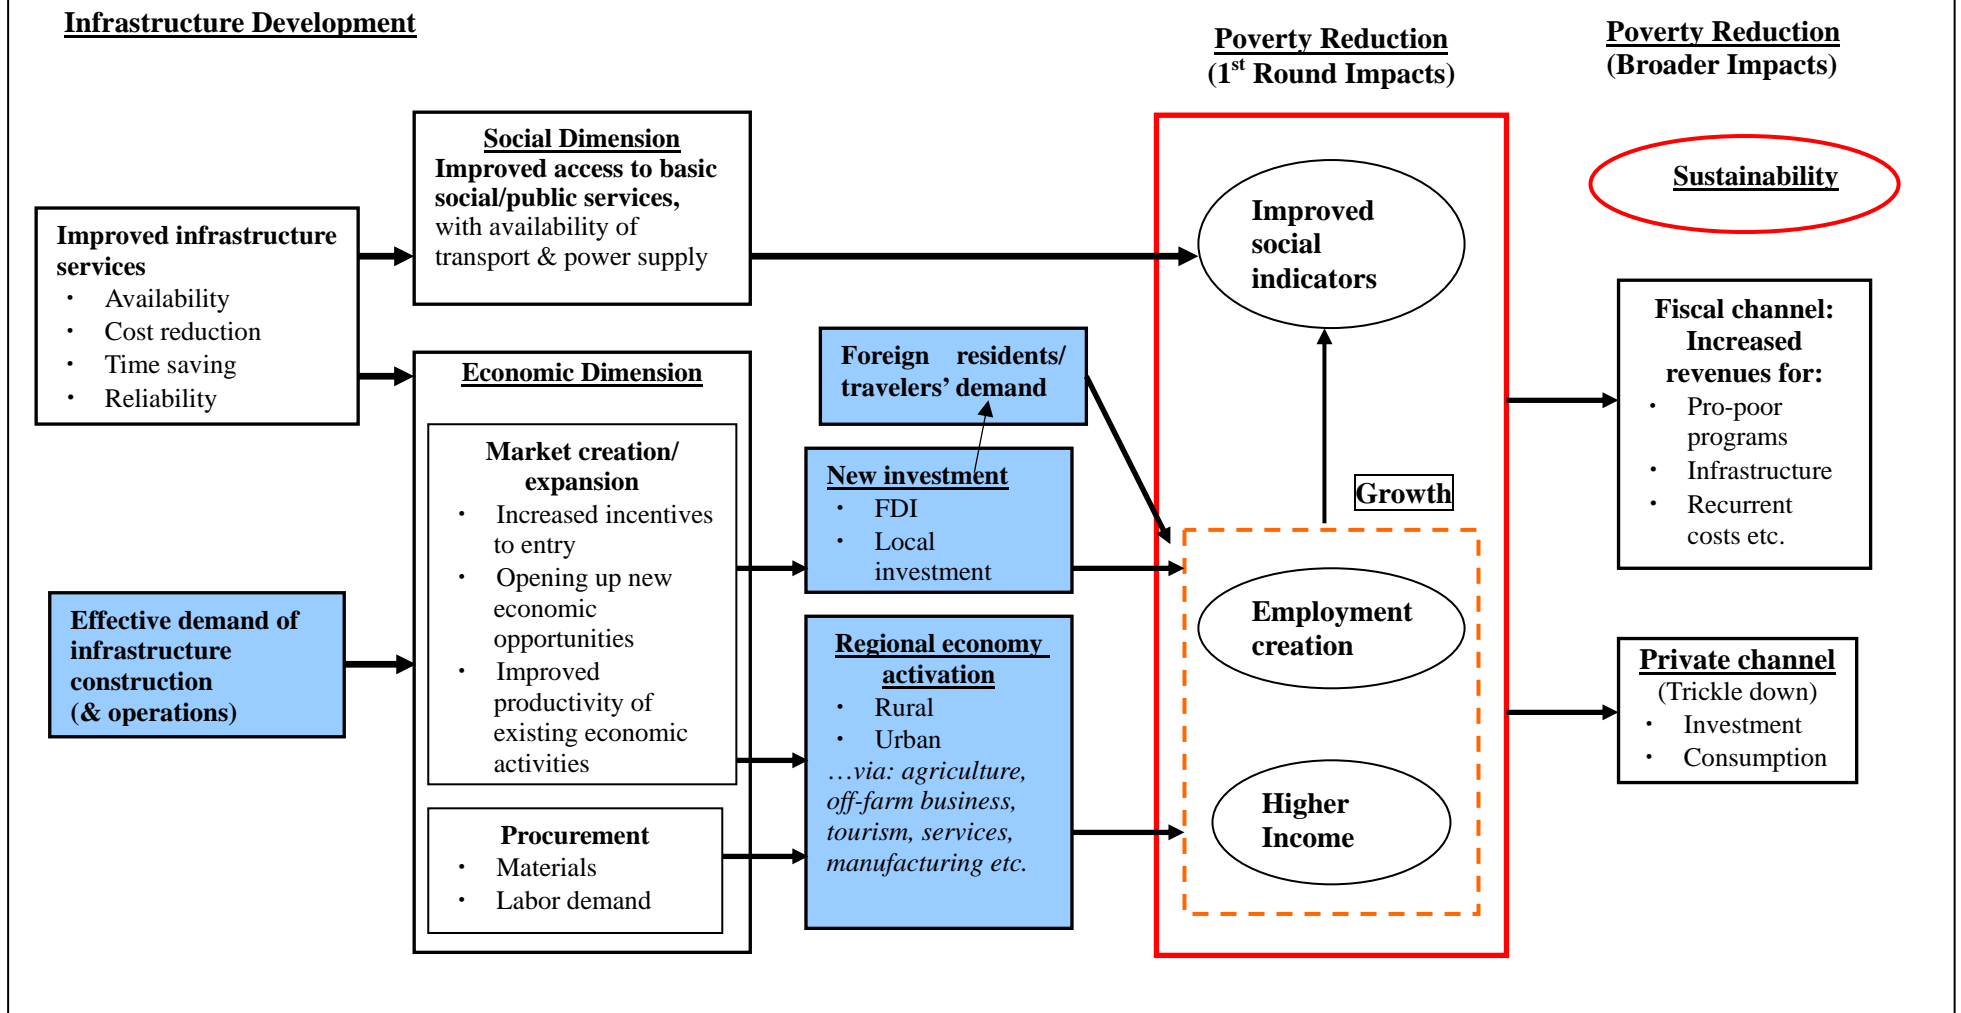 Infrastructure Development
Poverty Reduction
(1st Round Impacts)
Poverty Reduction
(Broader Impacts)
Improved infrastructure
services
・ Availability
・ Cost reduction
・ Time saving
・ Reliability
Effective demand of
infrastructure
construction
(& operations)
Social Dimension
Improved access to basic
social/public services,
with availability of
transport & power supply
Economic Dimension
Market creation/
expansion
・ Increased incentives
to entry
・ Opening up new
economic
opportunities
・ Improved
productivity of
existing economic
activities
Procurement
・ Materials
・ Labor demand
Foreign residents/
travelers’ demand
New investment
・ FDI
・ Local
investment
Regional economy
activation
・ Rural
・ Urban
…via: agriculture,
off-farm business,
tourism, services,
manufacturing etc.
Improved
social
indicators
Growth
Employment
creation
Higher
Income
Sustainability
Fiscal channel:
Increased
revenues for:
・ Pro-poor
programs
・ Infrastructure
・ Recurrent
costs etc.
Private channel
(Trickle down)
・ Investment
・ Consumption